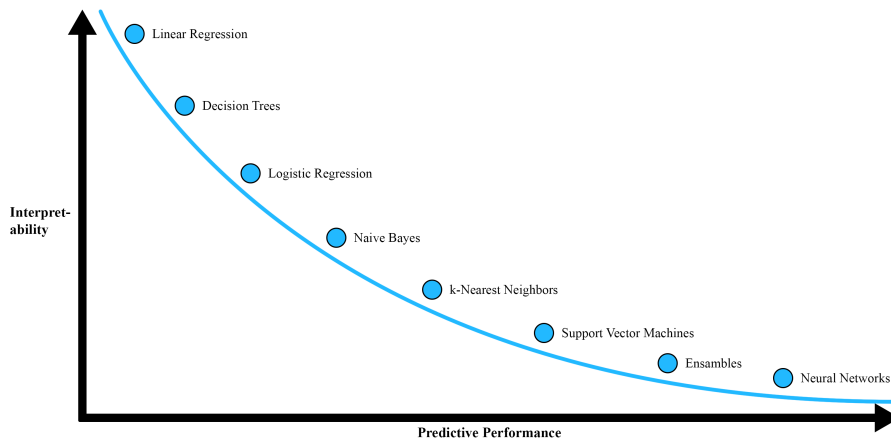 Linear Regression
Decision Trees
Logistic Regression
Interpret-
ability
Naive Bayes
k-Nearest Neighbors
Support Vector Machines
Ensambles
Neural Networks
Predictive Performance